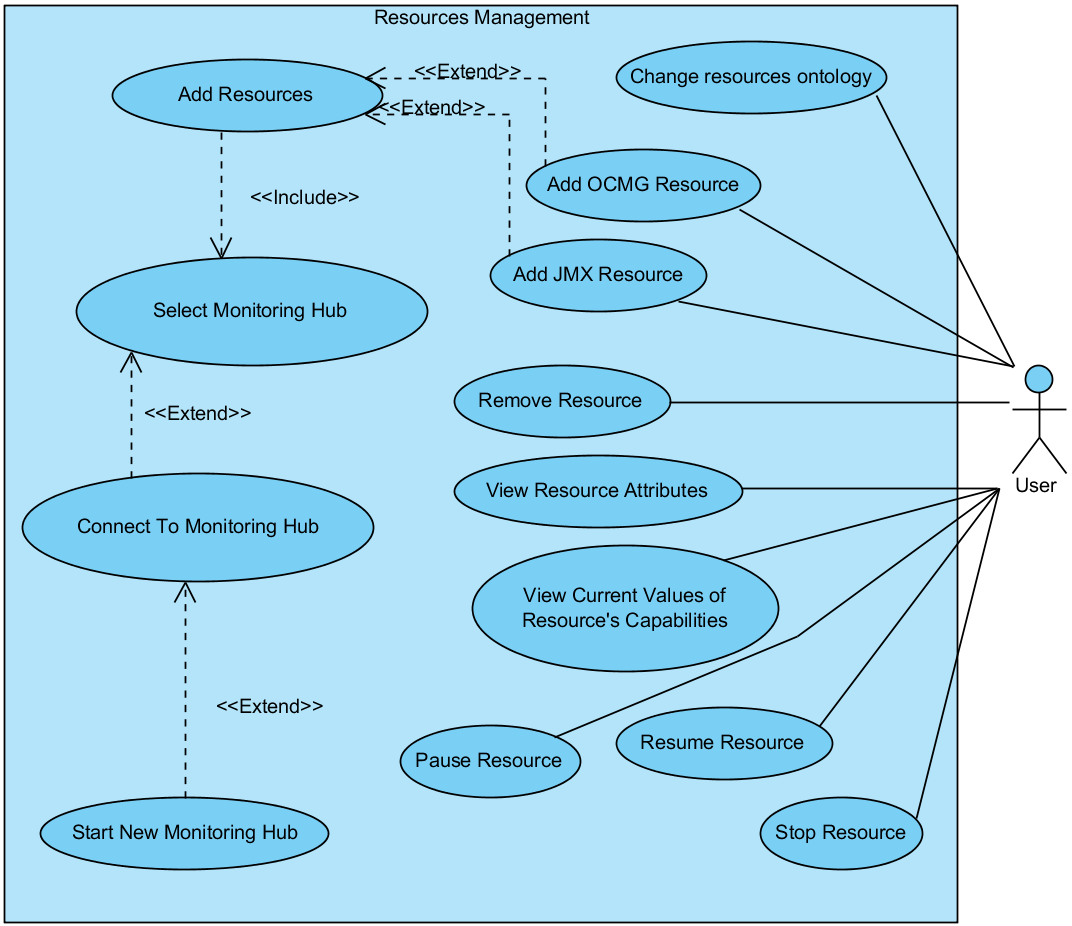 Resources Management
<<Extend>>
Change resources ontology
Add Resources
<<Extend>>
Add OCMG Resource
<<Include>>
Add JMX Resource
Select Monitoring Hub
Remove Resource
<<Extend>>
User
View Resource Attributes
Connect To Monitoring Hub
View Current Values of
Resource's Capabilities
<<Extend>>
Resume Resource
Pause Resource
Start New Monitoring Hub
Stop Resource